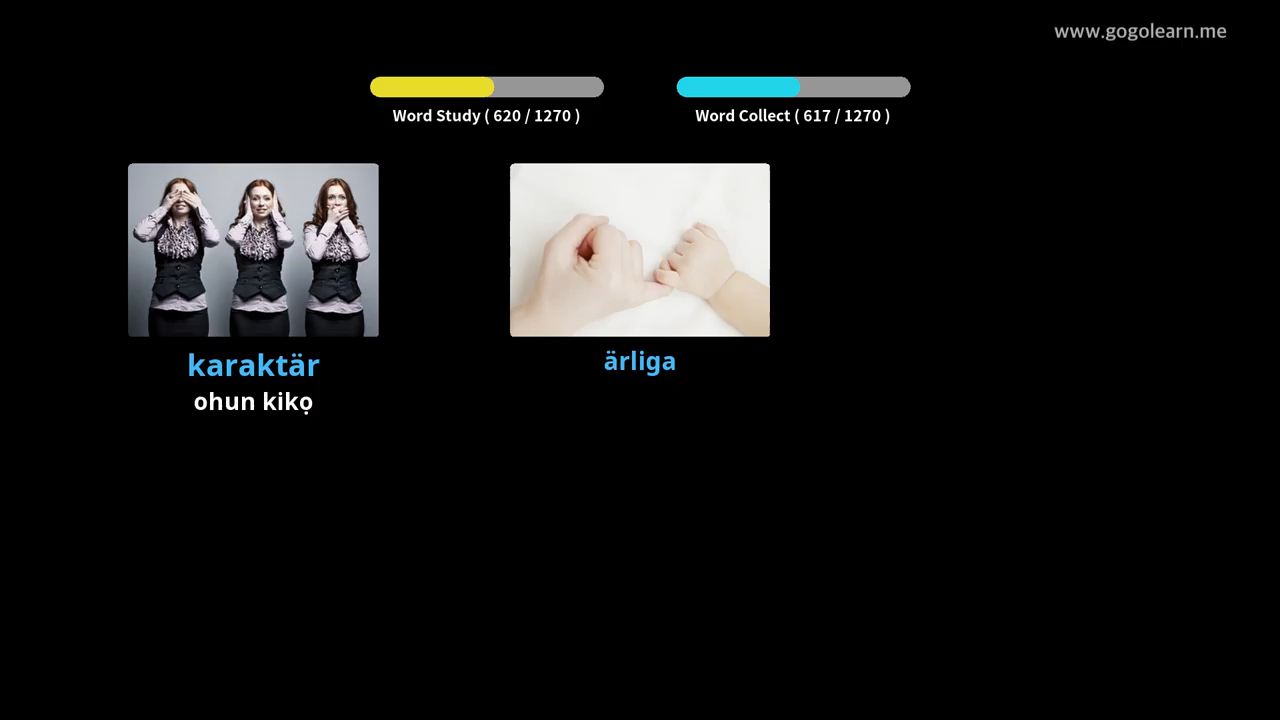 www.gogolearn.me
Word Study ( 620 / 1270 )
Word Collect ( 617 / 1270 )
karaktär
ohun kikọ
ärliga